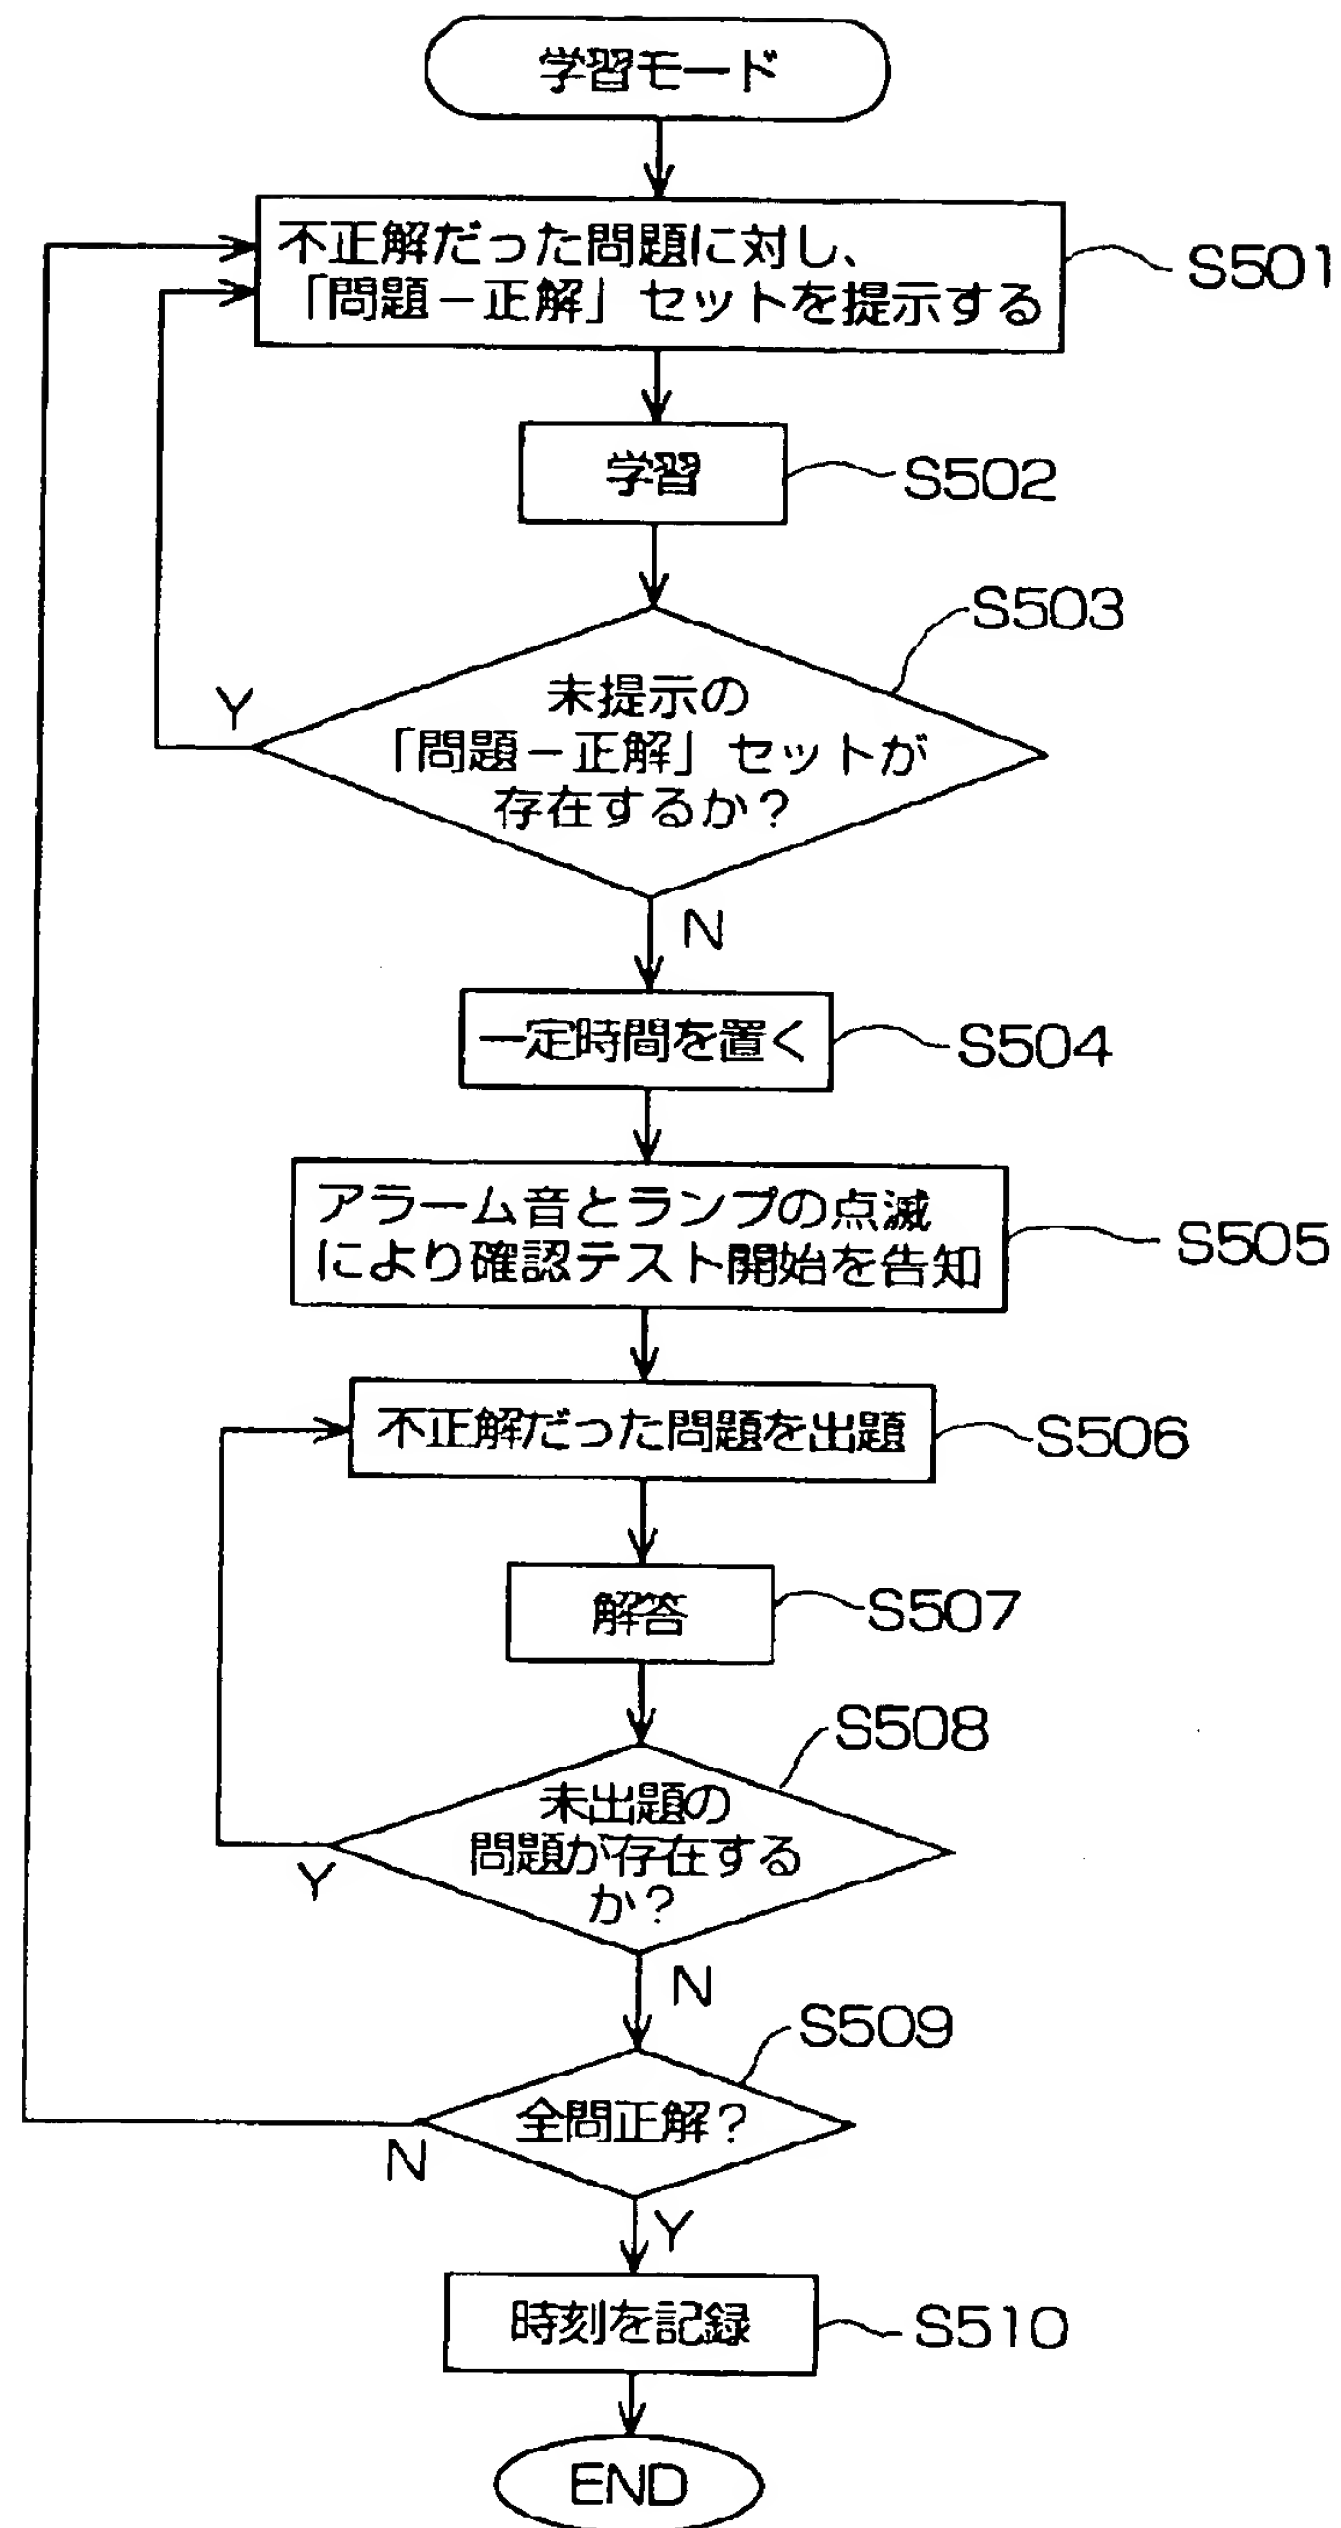 学習モード
不正解だった問題に対し、
「問題－正解」セットを提示する
S501
学習
S502
S503
未提示の
「問題－正解」セットが
存在するか？
Y
N
一定時間を置く
S504
アラーム音とランプの点滅
により確認テスト開始を告知
S505
不正解だった問題を出題
S506
解答
S507
S508
未出題の
問題が存在する
か？
Y
N
S509
全問正解？
N
Y
時刻を記録
S510
END